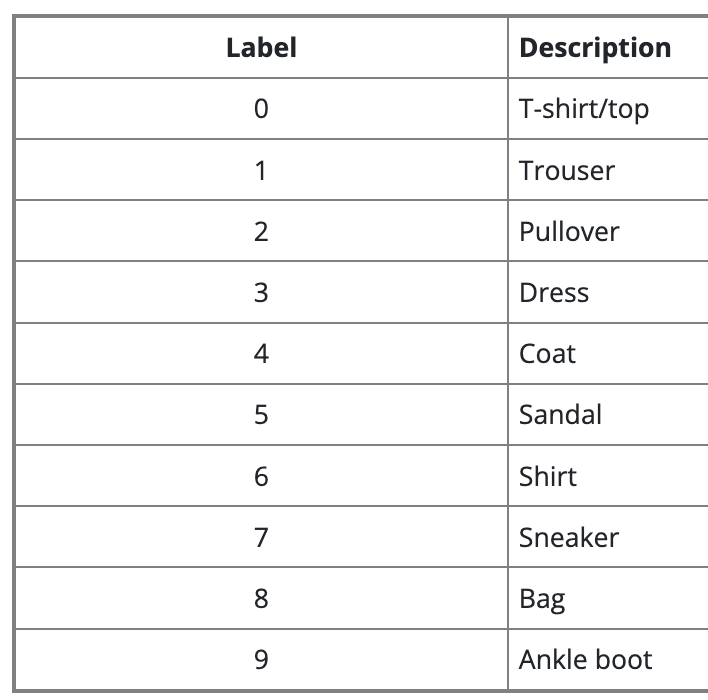 Label Description
0 T-shirt/top
1 Trouser
2 Pullover
3 Dress
4 Coat
5 Sandal
6 Shirt
7 Sneaker
8 Bag
9 Ankle boot